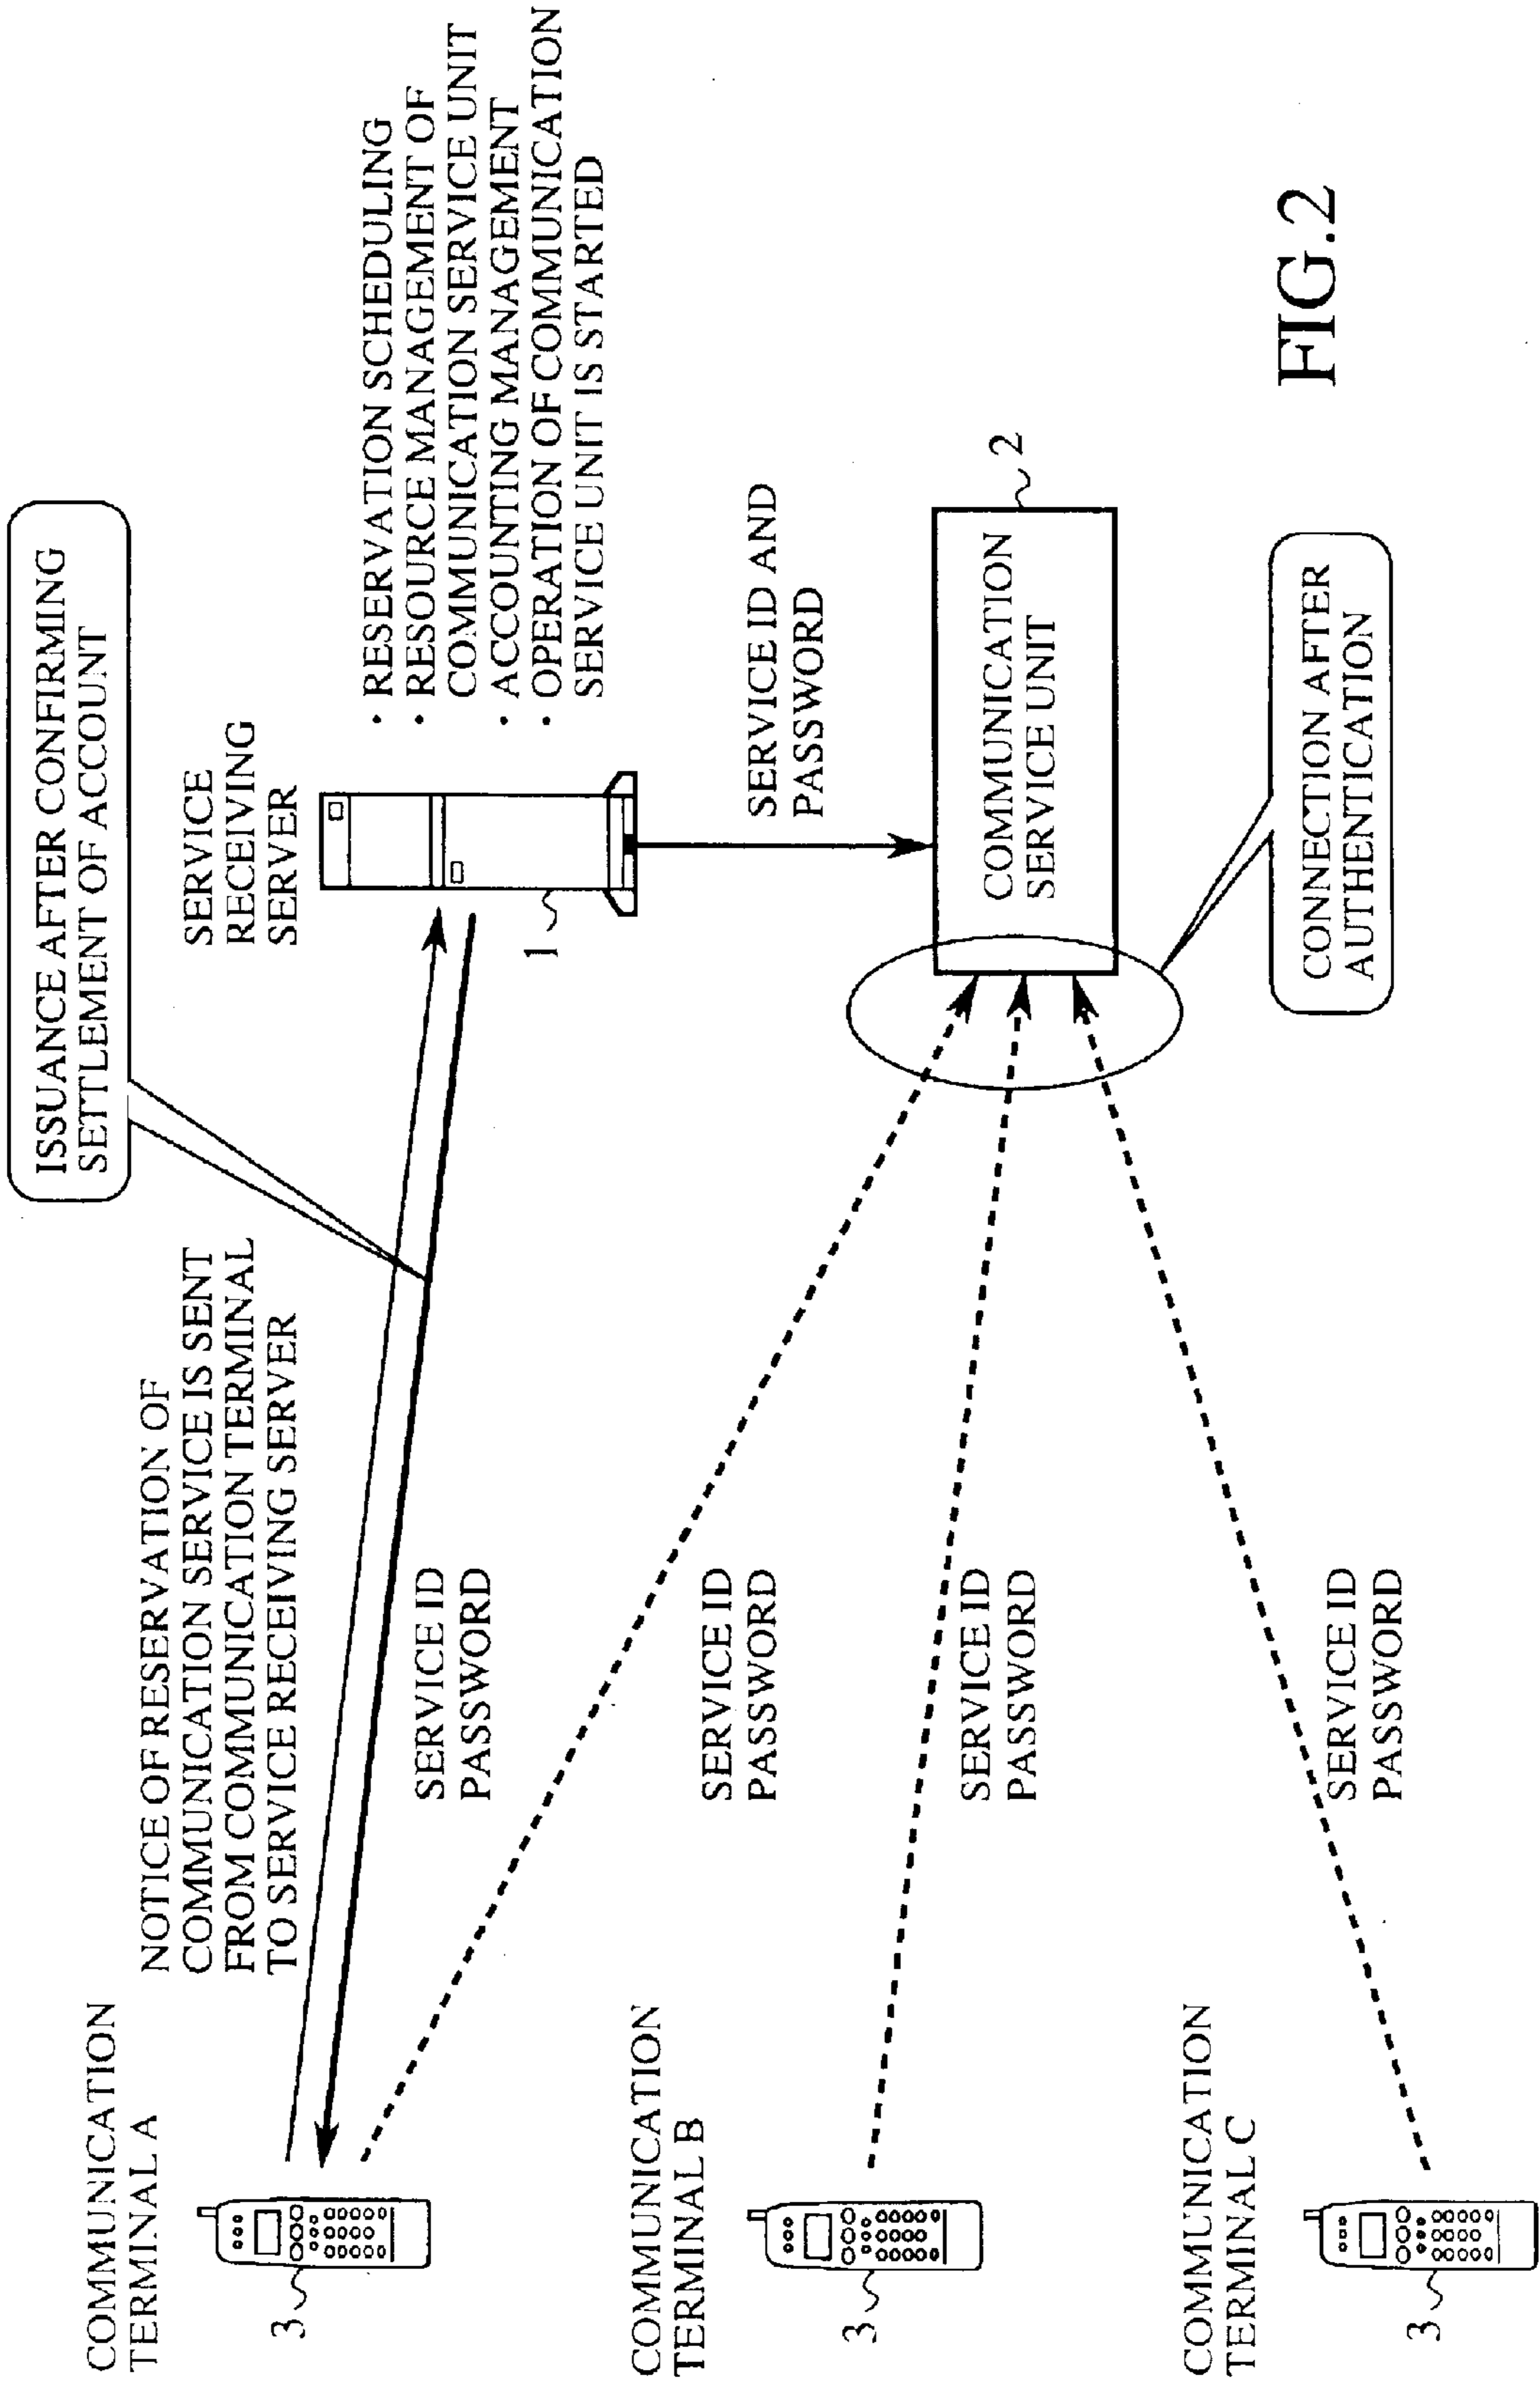 ISSUANCE AFTER CONFIRMING
SETTLEMENT OF ACCOUNT
COMMUNICATION
TERMINAL A
3
NOTICE OF RESERVATION OF
COMMUNICATION SERVICE IS SENT
FROM COMMUNICATION TERMINAL
TO SERVICE RECEIVING SERVER
SERVICE
RECEIVING
SERVER
1
· RESERVATION SCHEDULING
· RESOURCE MANAGEMENT OF
COMMUNICATION SERVICE UNIT
· ACCOUNTING MANAGEMENT
· OPERATION OF COMMUNICATION
SERVICE UNIT IS STARTED
SERVICE ID
PASSWORD
COMMUNICATION
TERMINAL B
3
SERVICE ID
PASSWORD
SERVICE ID AND
PASSWORD
SERVICE ID
PASSWORD
COMMUNICATION
SERVICE UNIT
2
COMMUNICATION
TERMINAL C
3
SERVICE ID
PASSWORD
CONNECTION AFTER
AUTHENTICATION
FIG.2